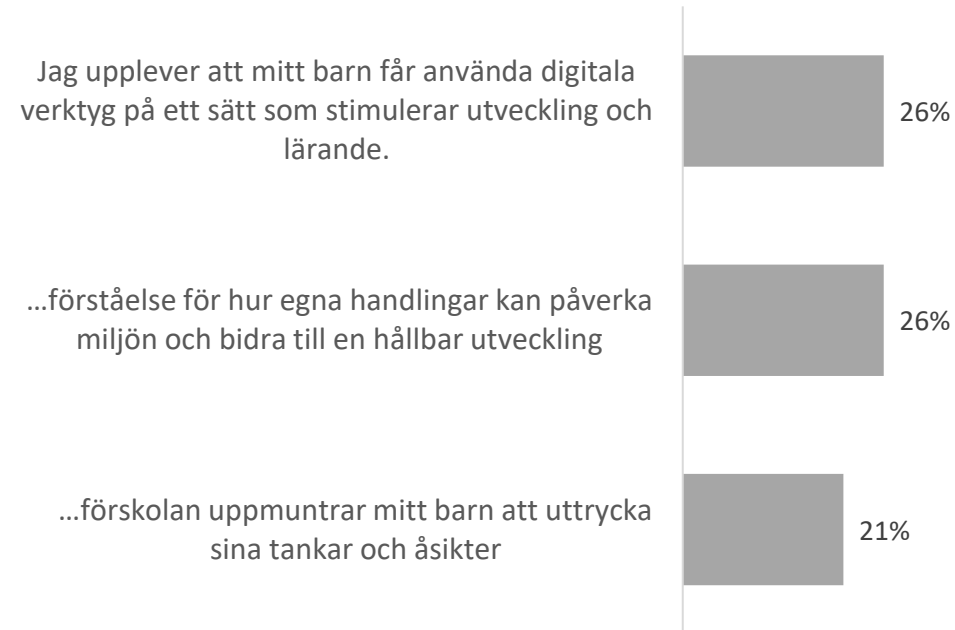 Jag upplever att mitt barn får använda digitala
verktyg på ett sätt som stimulerar utveckling och
lärande.
26%
…förståelse för hur egna handlingar kan påverka
miljön och bidra till en hållbar utveckling
26%
…förskolan uppmuntrar mitt barn att uttrycka
sina tankar och åsikter
21%